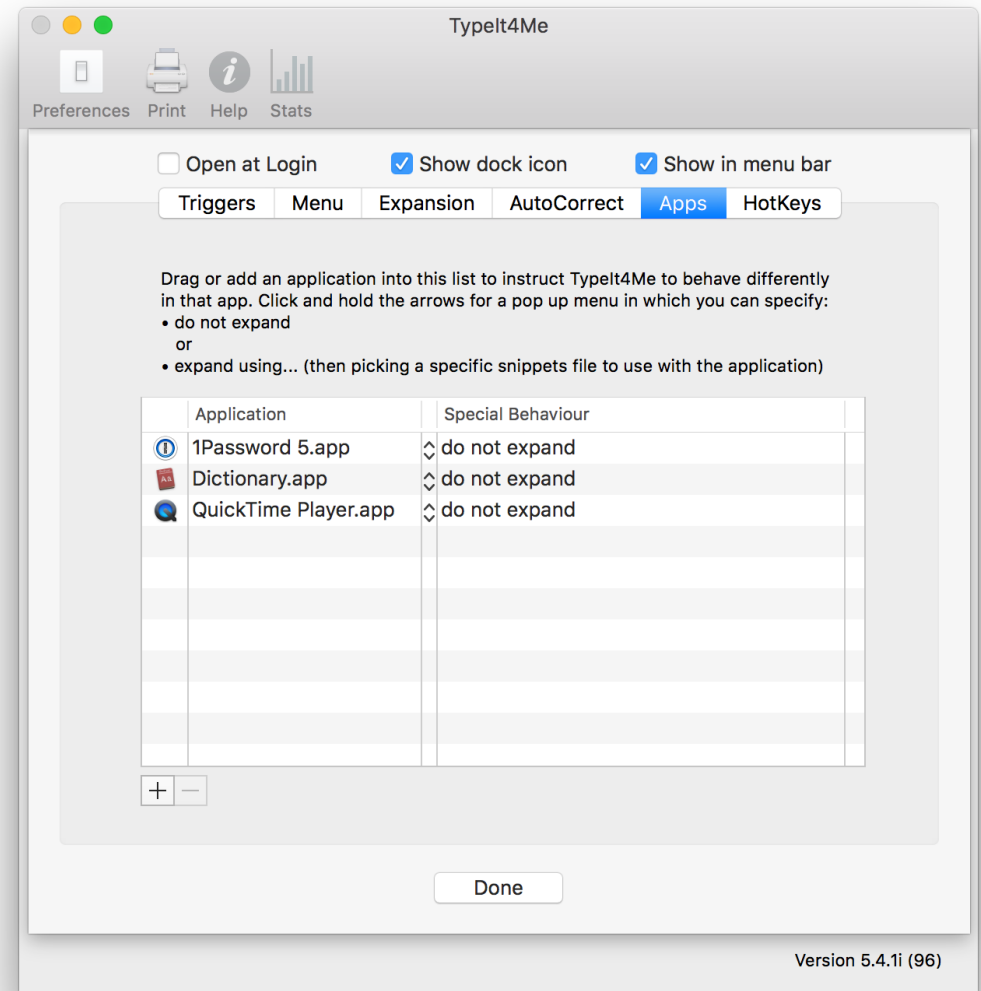 TypeIt4Me
Preferences Print Help Stats
Open at Login Show dock icon Show in menu bar
Triggers Menu Expansion AutoCorrect Apps HotKeys
Drag or add an application into this list to instruct TypeIt4Me to behave differently
in that app. Click and hold the arrows for a pop up menu in which you can specify:
• do not expand
or
• expand using... (then picking a specific snippets file to use with the application)
Application Special Behaviour
1Password 5.app do not expand
Dictionary.app do not expand
QuickTime Player.app do not expand
Done
Version 5.4.1i (96)